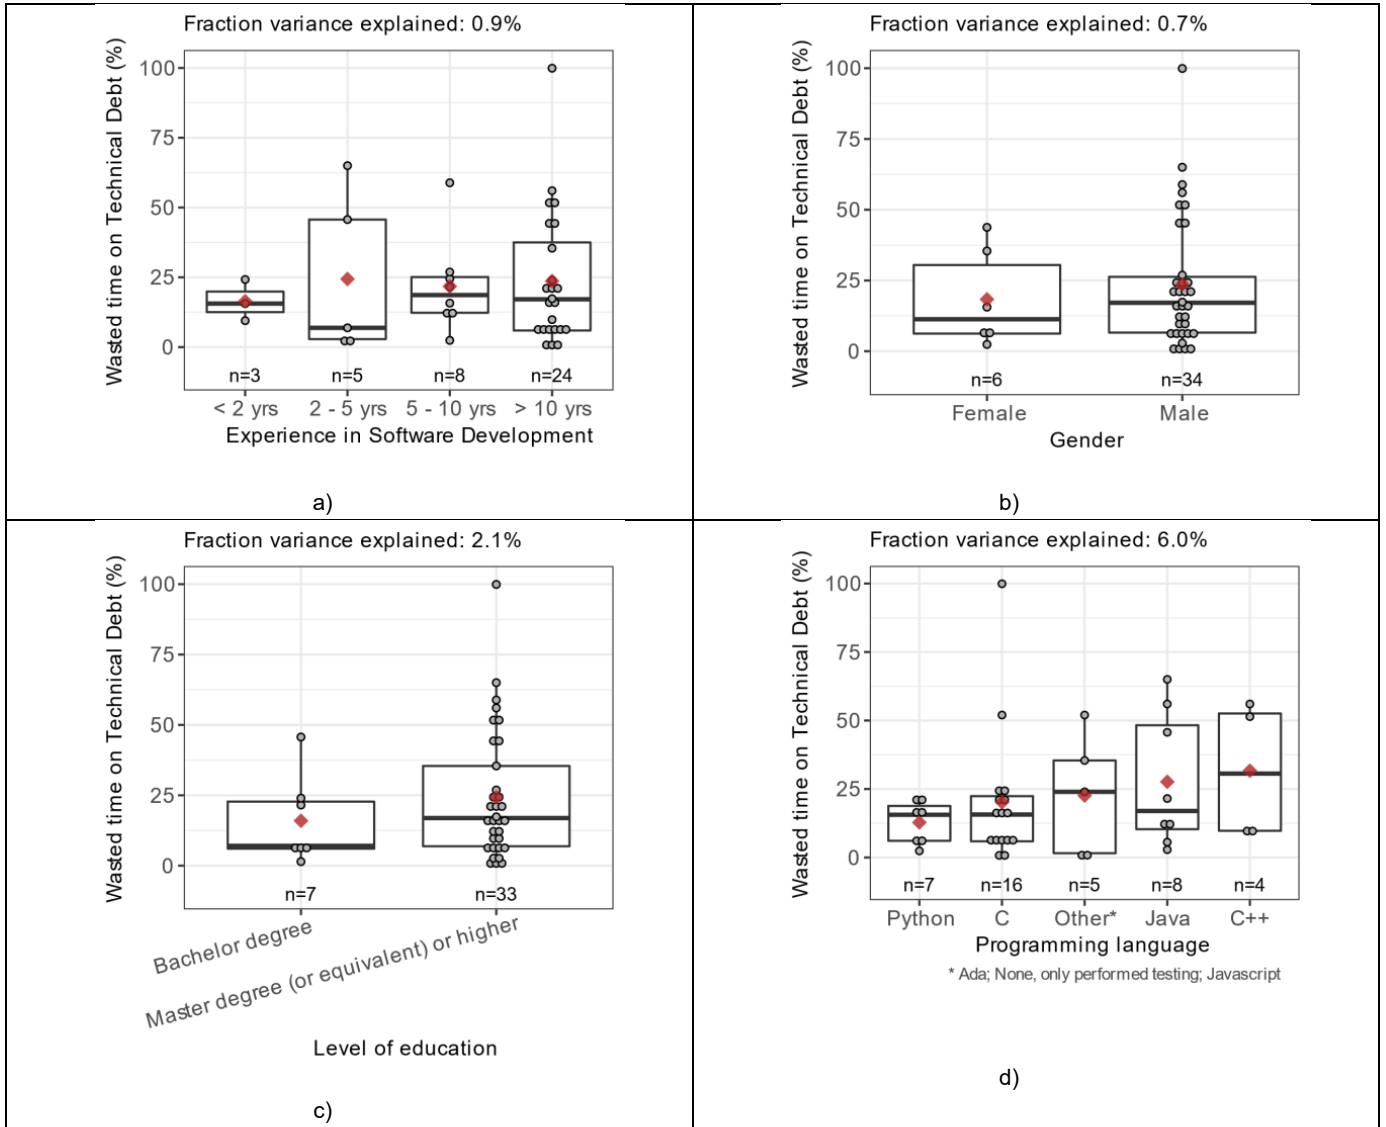 Fraction variance explained: 0.9%
Wasted time on Technical Debt (%)
100
75
50
25
0
n=3 n=5 n=8 n=24
< 2 yrs 2 - 5 yrs 5 - 10 yrs > 10 yrs
Experience in Software Development
a)
Fraction variance explained: 0.7%
Wasted time on Technical Debt (%)
100
75
50
25
0
n=6 n=34
Female Male
Gender
b)
Fraction variance explained: 2.1%
Wasted time on Technical Debt (%)
100
75
50
25
0
n=7 n=33
Bachelor degree
Master degree (or equivalent) or higher
Level of education
c)
Fraction variance explained: 6.0%
Wasted time on Technical Debt (%)
100
75
50
25
0
n=7 n=16 n=5 n=8 n=4
Python C Other* Java C++
Programming language
* Ada; None, only performed testing; Javascript
d)